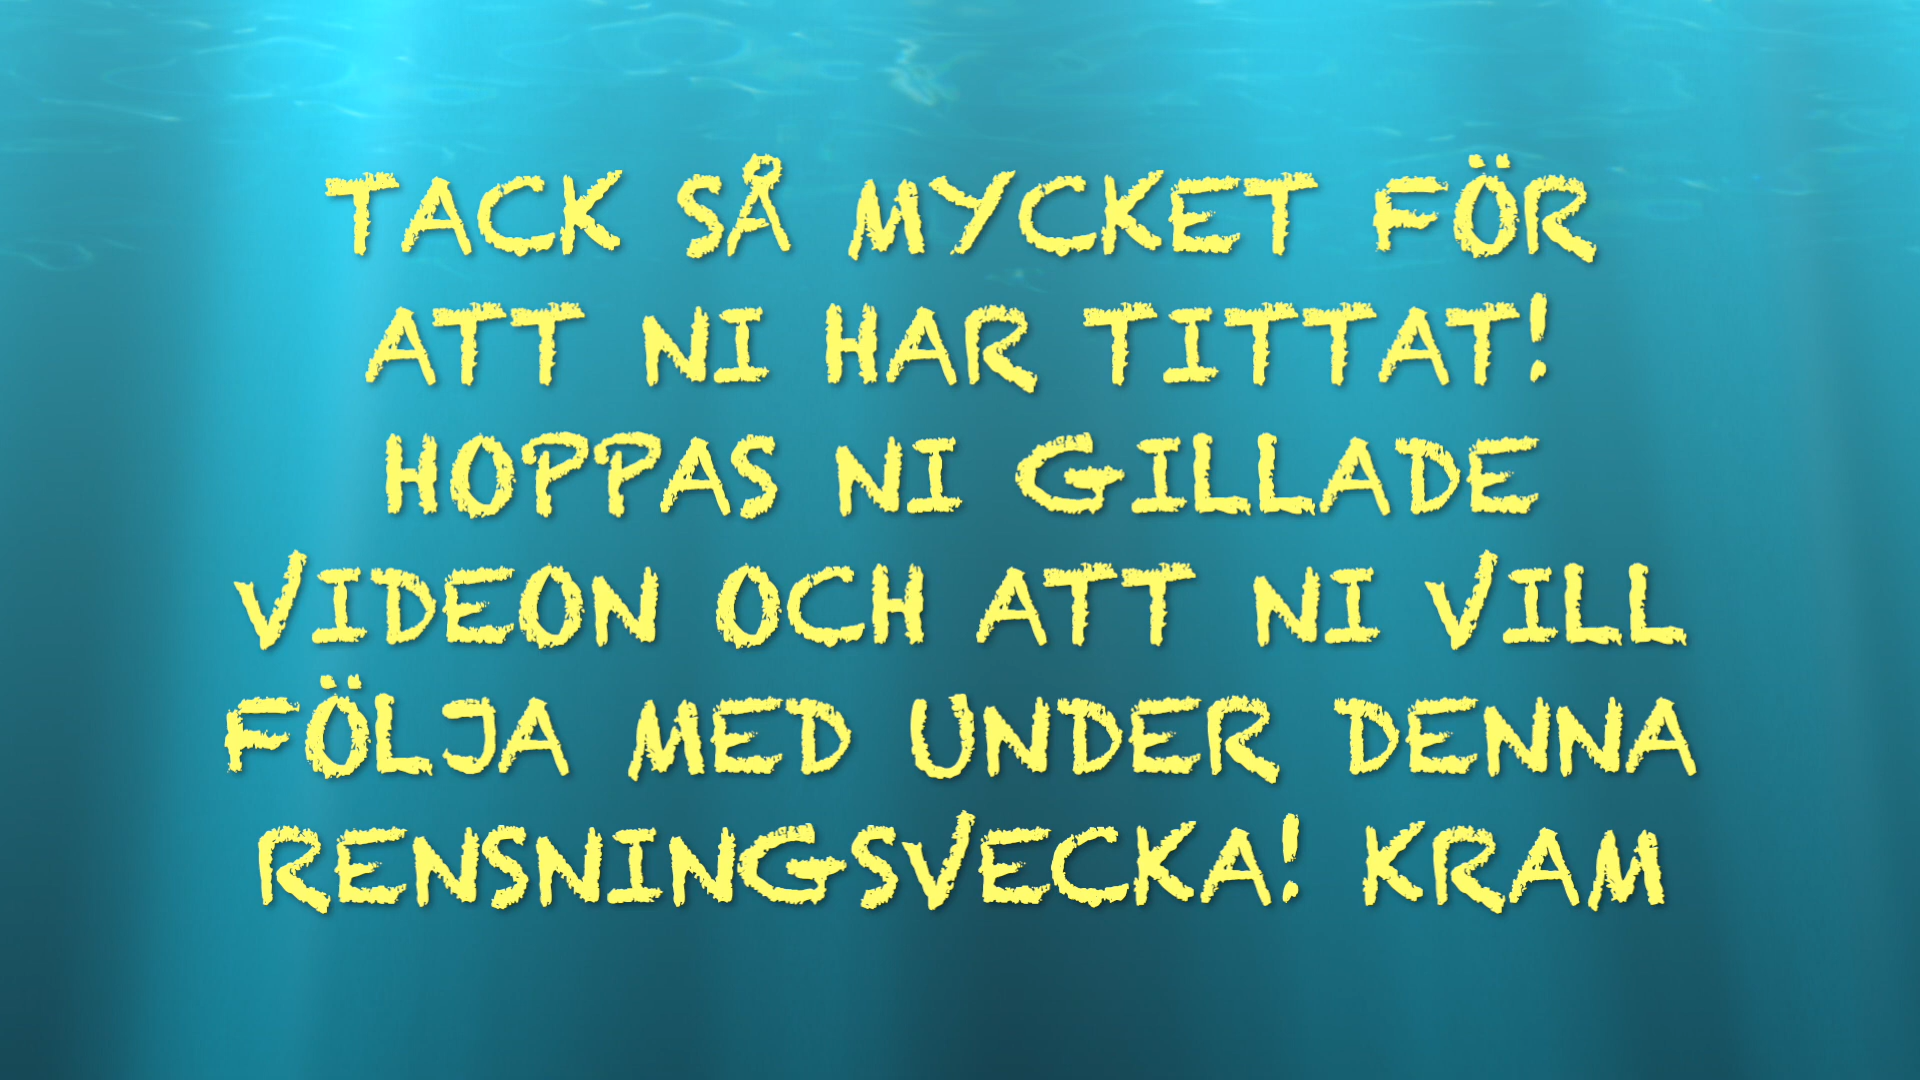 TACK SÅ MYCKET FÖR
ATT NI HAR TITTAT!
HOPPAS NI GILLADE
VIDEON OCH ATT NI VILL
FÖLJA MED UNDER DENNA
RENSNINGSVECKA! KRAM